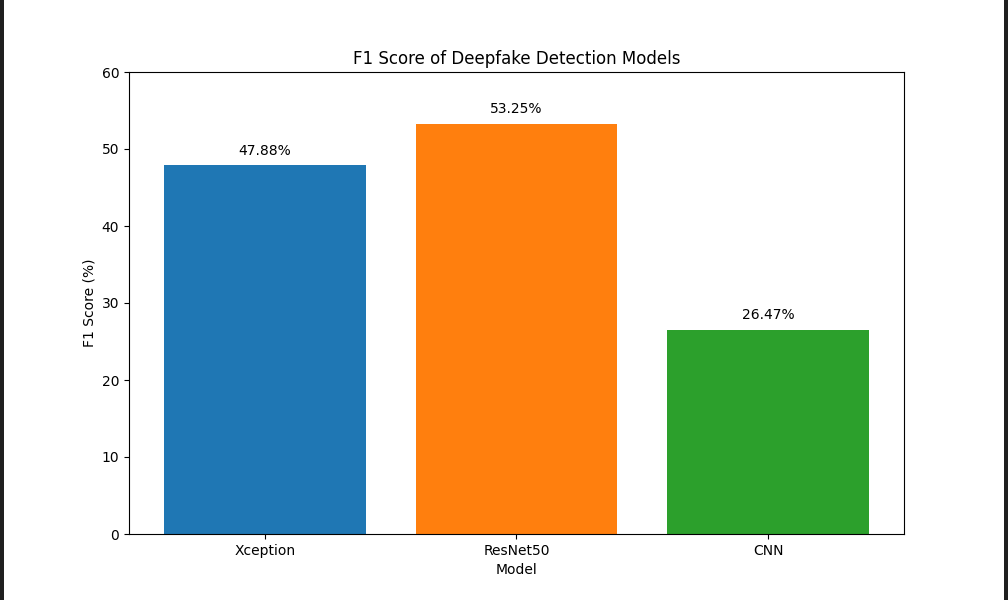 F1 Score of Deepfake Detection Models
60
50
40
30
20
10
0
F1 Score (%)
47.88%
53.25%
26.47%
Xception
ResNet50
CNN
Model